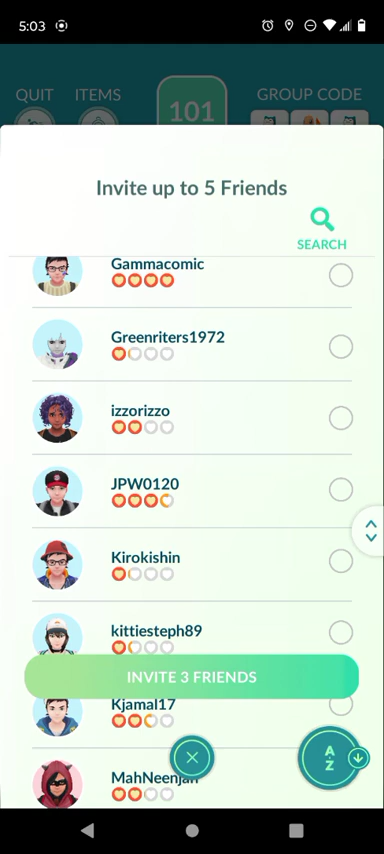 5:03
QUIT
ITEMS
101
GROUP CODE
Invite up to 5 Friends
SEARCH
Gammacomic
Greenriters1972
izzorizzo
JPW0120
Kirokishin
kittiesteph89
INVITE 3 FRIENDS
Kjamal17
MahNeenjah
A
Z